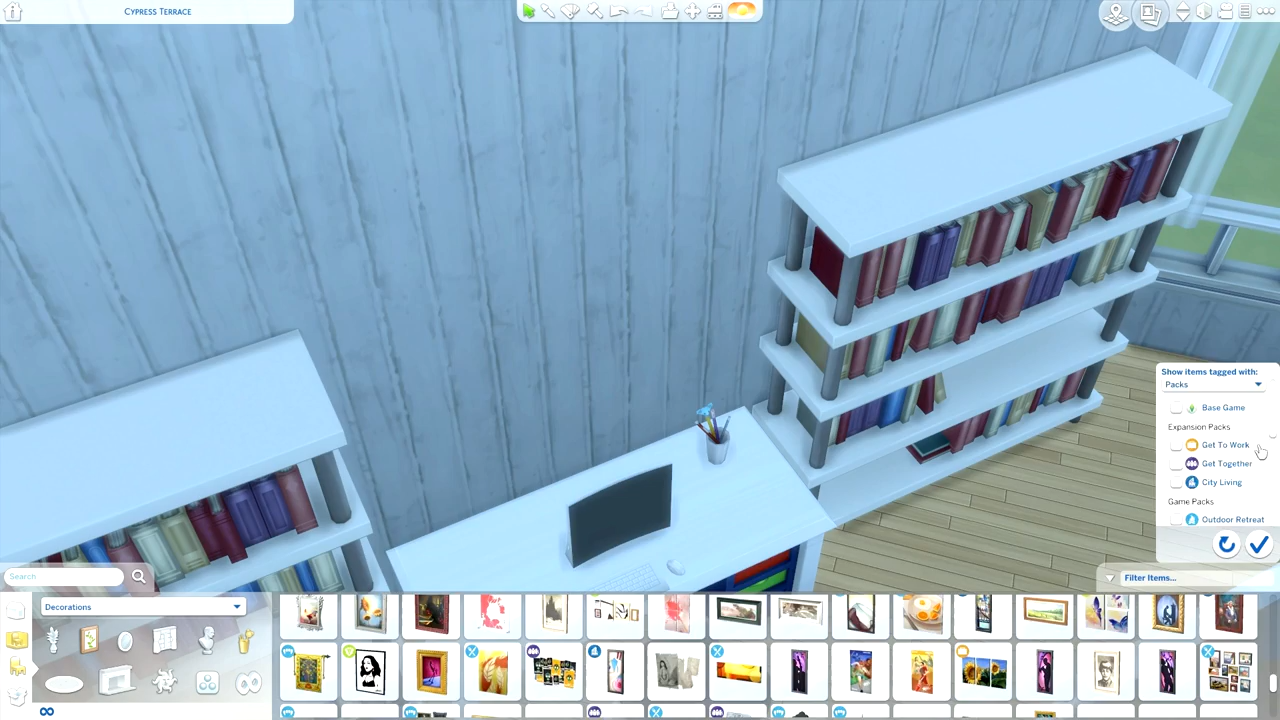 Cypress Terrace
Show items tagged with:
Packs
Base Game
Expansion Packs
Get To Work
Get Together
City Living
Game Packs
Outdoor Retreat
Filter Items...
Search
Decorations